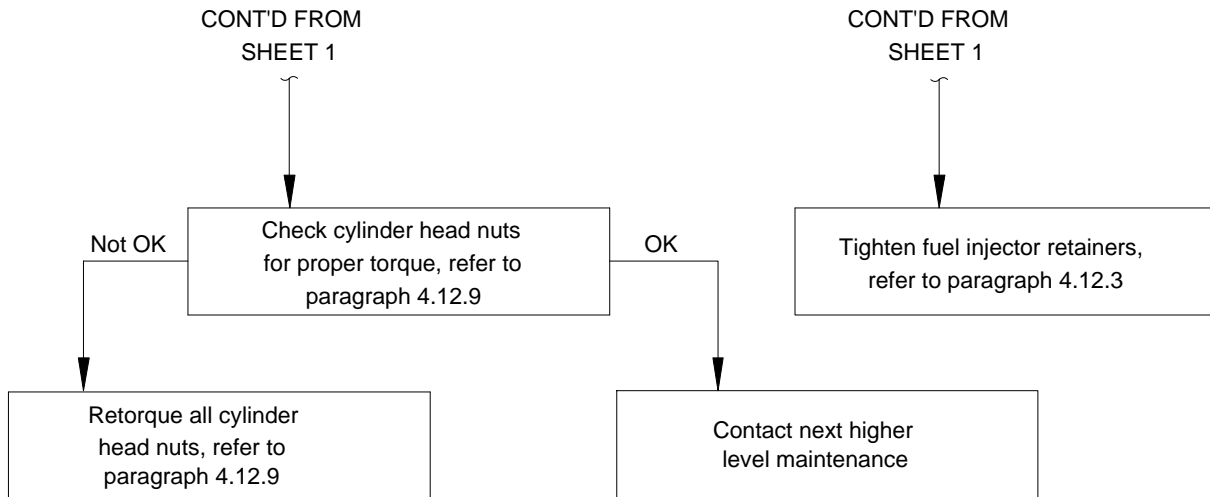 CONT'D FROM
SHEET 1
CONT'D FROM
SHEET 1
Not OK
Check cylinder head nuts
for proper torque, refer to
paragraph 4.12.9
OK
Tighten fuel injector retainers,
refer to paragraph 4.12.3
Retorque all cylinder
head nuts, refer to
paragraph 4.12.9
Contact next higher
level maintenance